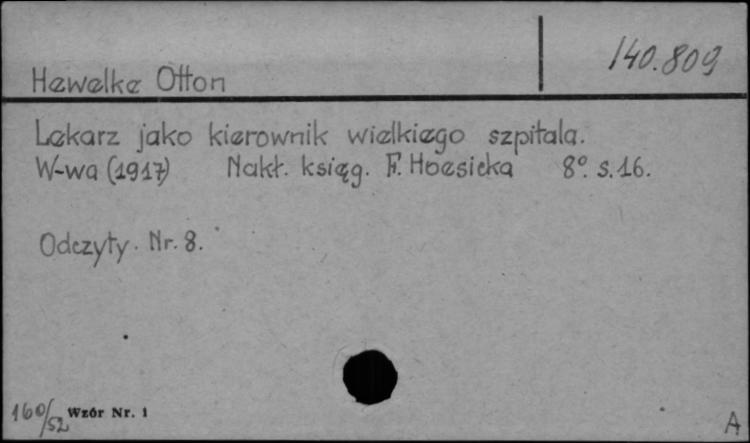 140.809
Hewelke Otton
Lekarz jako kierownik wielkiego szpitala.
W-wa (1917) Nakł. księg. F. Hoesicka 8° s.16.
Odczyty. Nr. 8.
160/52 Wzór Nr. 1
A